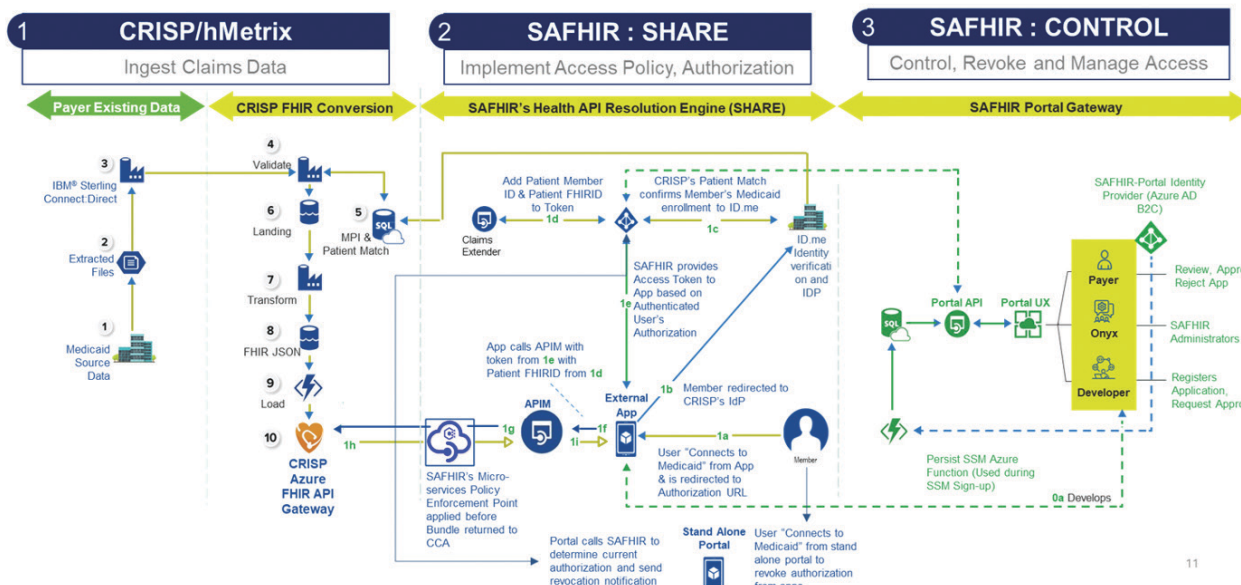 1
CRISP/hMetrix
Ingest Claims Data
2
SAFHIR : SHARE
Implement Access Policy, Authorization
3
SAFHIR : CONTROL
Control, Revoke and Manage Access
Payer Existing Data
CRISP FHIR Conversion
SAFHIR's Health API Resolution Engine (SHARE)
SAFHIR Portal Gateway
3
IBM® Sterling
Connect:Direct
2
Extracted
Files
1
Medicaid
Source
Data
4
Validate
5
SQL
MPI &
Patient Match
6
Landing
7
Transform
8
FHIR JSON
9
Load
10
CRISP
Azure
FHIR API
Gateway
Add Patient Member
ID & Patient FHIRID
to Token
1d
Claims
Extender
CRISP's Patient Match
confirms Member's Medicaid
enrollment to ID.me
1c
ID.me
Identity
verificati
on and
IDP
SAFHIR provides
Access Token to
App based on
Authenticated
User's
Authorization
1e
App calls APIM with
token from 1e with
Patient FHIRID from 1d
APIM
External
App
1b
Member redirected to
CRISP's IdP
1h
1g
1f
1i
1a
Member
User "Connects to
Medicaid" from App
& is redirected to
Authorization URL
SAFHIR's Micro-
services Policy
Enforcement Point
applied before
Bundle returned to
CCA
Portal calls SAFHIR to
determine current
authorization and send
revocation notification
Stand Alone
Portal
User "Connects to
Medicaid" from stand
alone portal to
revoke authorization
from apps
SAFHIR-Portal Identity
Provider (Azure AD
B2C)
SQL
Portal API
Portal UX
Payer
Onyx
Developer
Review, Appro
Reject App
SAFHIR
Administrators
Registers
Application,
Request Appro
Persist SSM Azure
Function (Used during
SSM Sign-up)
0a Develops
11